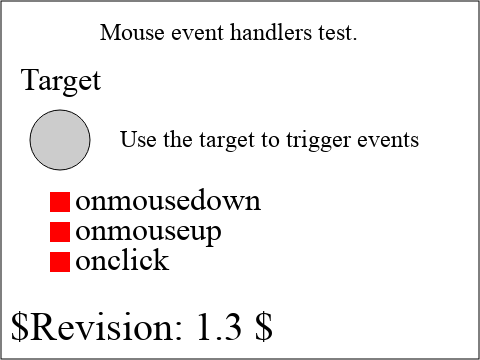 Mouse event handlers test.
Target
Use the target to trigger events
onmousedown
onmouseup
onclick
$Revision: 1.3 $